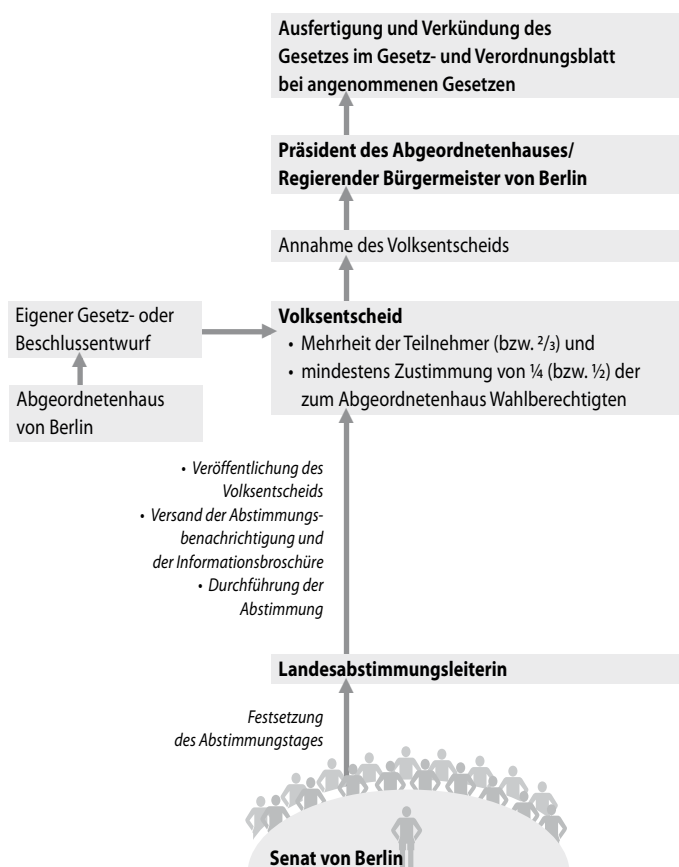 Ausfertigung und Verkündung des
Gesetzes im Gesetz- und Verordnungsblatt
bei angenommenen Gesetzen
Präsident des Abgeordnetenhauses/
Regierender Bürgermeister von Berlin
Annahme des Volksentscheids
Eigener Gesetz- oder
Beschlussentwurf
Volksentscheid
• Mehrheit der Teilnehmer (bzw. ²/₃) und
• mindestens Zustimmung von ¼ (bzw. ½) der
zum Abgeordnetenhaus Wahlberechtigten
Abgeordnetenhaus
von Berlin
• Veröffentlichung des
Volksentscheids
• Versand der Abstimmungs-
benachrichtigung und
der Informationsbroschüre
• Durchführung der
Abstimmung
Landesabstimmungsleiterin
Festsetzung
des Abstimmungstages
Senat von Berlin